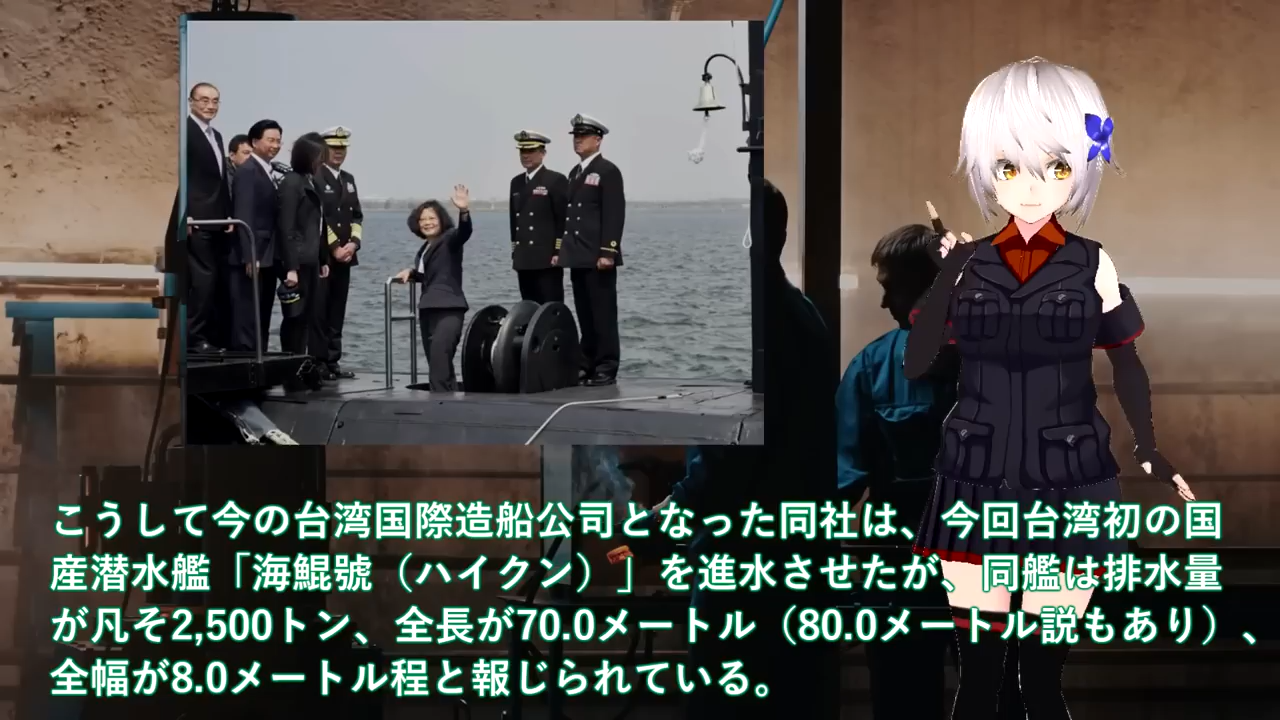 こうして今の台湾国際造船公司となった同社は、今回台湾初の国
産潜水艦「海鯤號（ハイクン）」を進水させたが、同艦は排水量
が凡そ2,500トン、全長が70.0メートル（80.0メートル説もあり）、
全幅が8.0メートル程と報じられている。